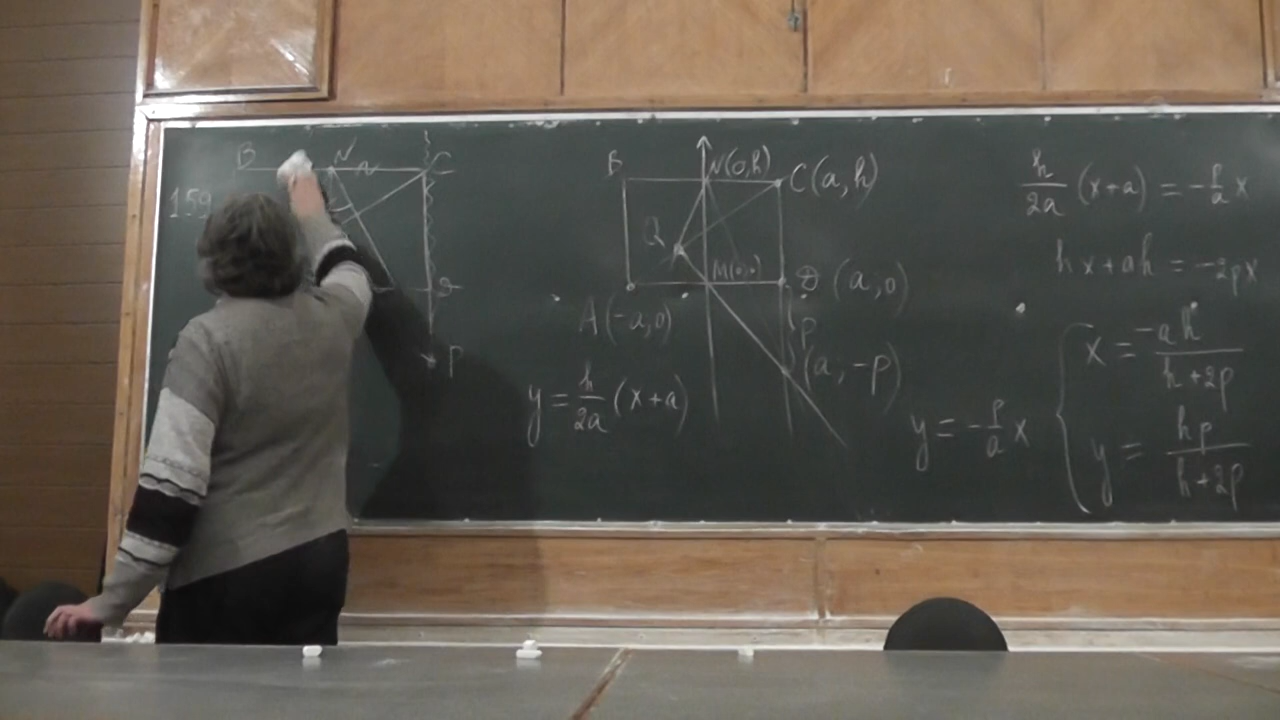 B N C
159
P
B N(0,h) C(a,h)
Q
M(0;0) D (a,0)
A(-a,0)
P
(a,-p)
y = h/2a (x+a)
y = -p/a x
h/2a (x+a) = -p/a x
hx+ah = -2px
x = -ah/h+2p
y = hp/h+2p